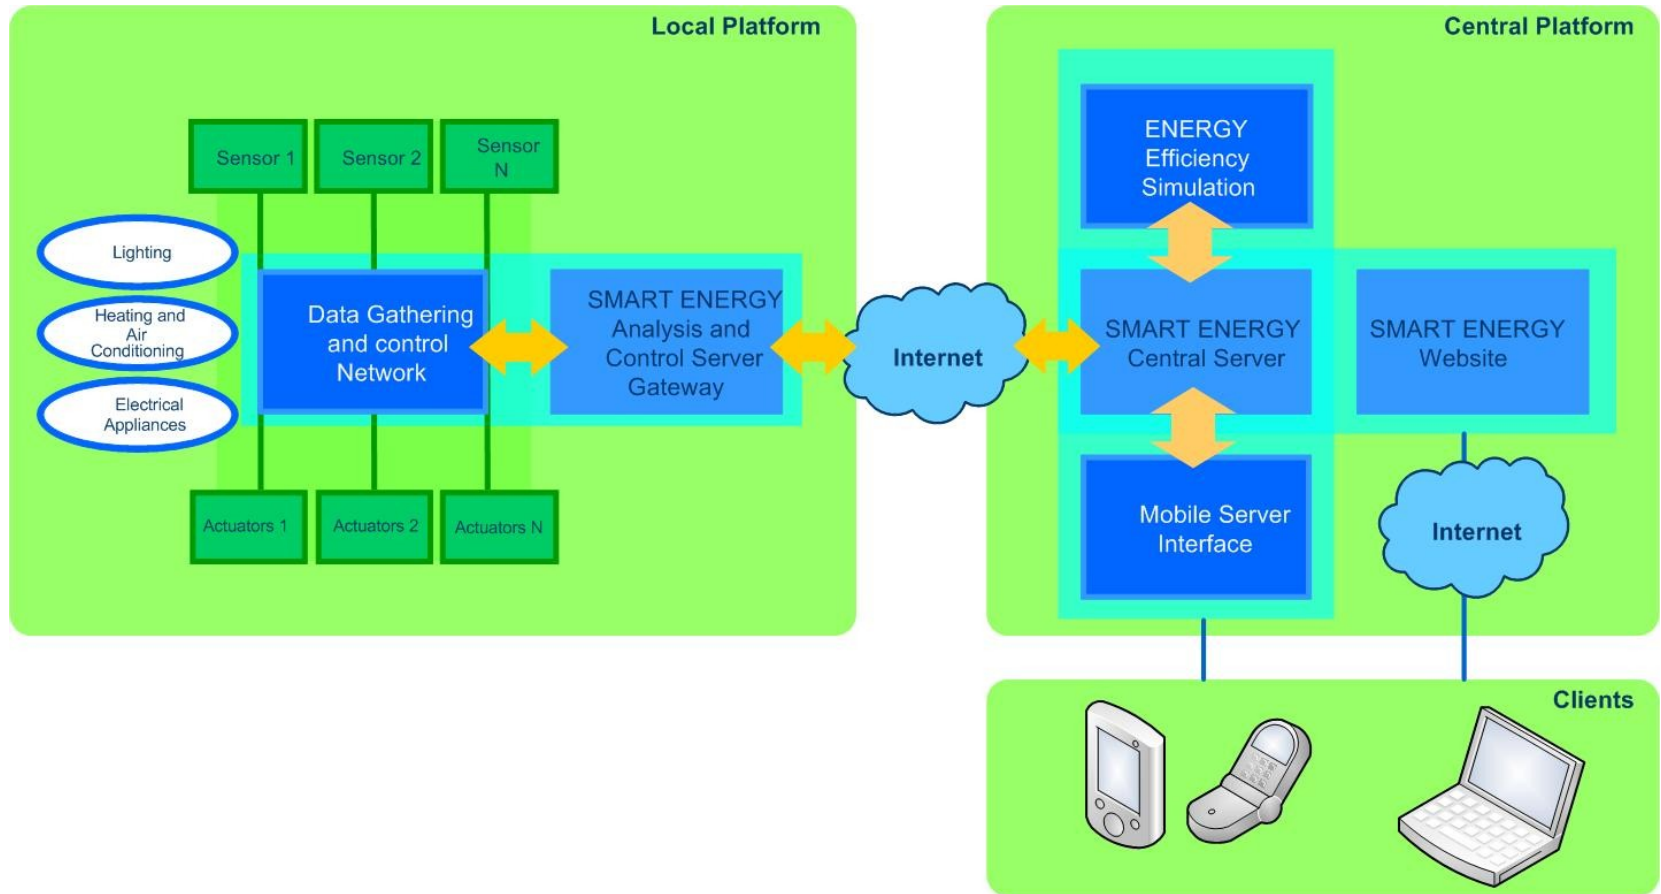 Local Platform
Sensor 1
Sensor 2
Sensor
N
Lighting
Heating and
Air
Conditioning
Electrical
Appliances
Data Gathering
and control
Network
SMART ENERGY
Analysis and
Control Server
Gateway
Actuators 1
Actuators 2
Actuators N
Internet
Central Platform
ENERGY
Efficiency
Simulation
SMART ENERGY
Central Server
SMART ENERGY
Website
Mobile Server
Interface
Internet
Clients